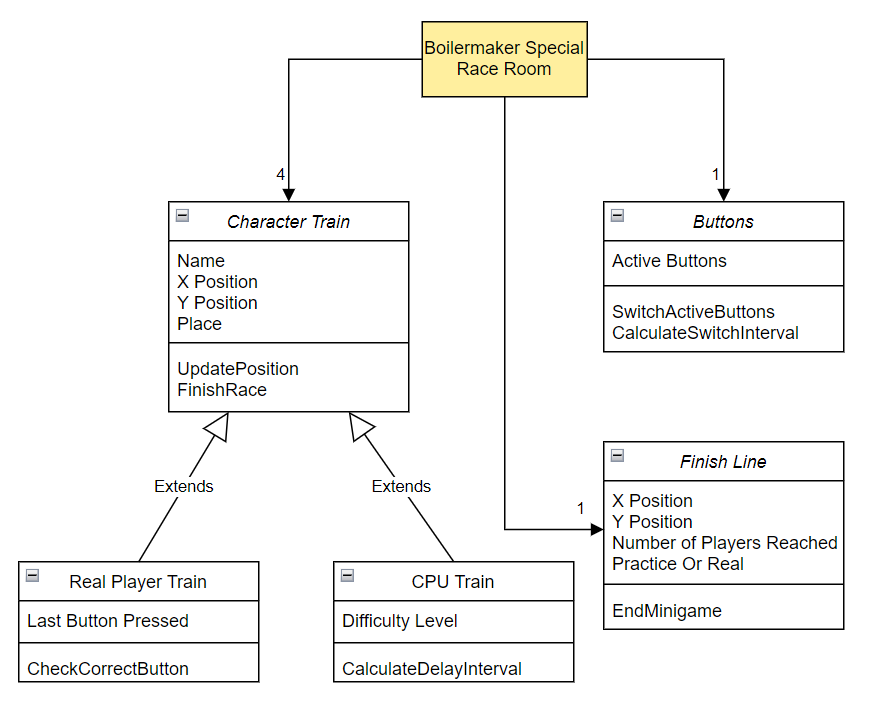 Boilermaker Special
Race Room
4
1
Character Train
Name
X Position
Y Position
Place
UpdatePosition
FinishRace
Buttons
Active Buttons
SwitchActiveButtons
CalculateSwitchInterval
Extends
Extends
1
Finish Line
X Position
Y Position
Number of Players Reached
Practice Or Real
EndMinigame
Real Player Train
Last Button Pressed
CheckCorrectButton
CPU Train
Difficulty Level
CalculateDelayInterval